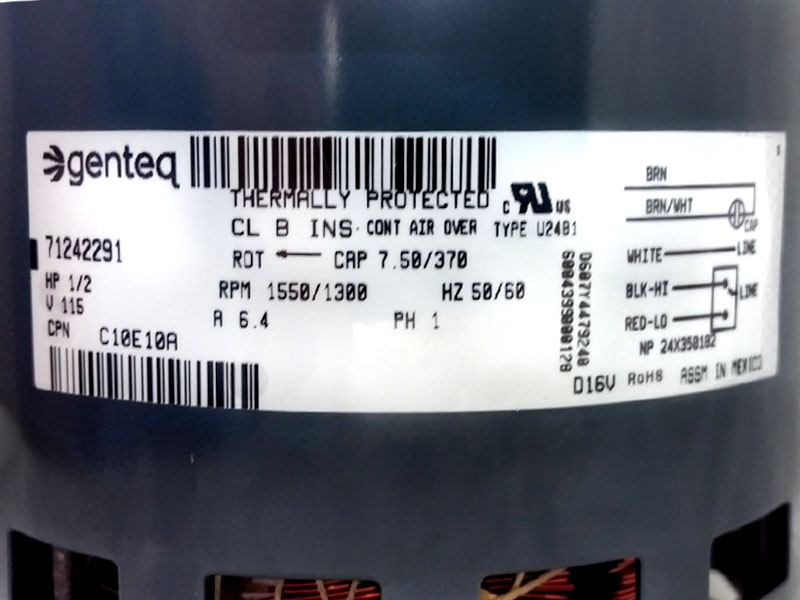 genteq
THERMALLY PROTECTED
C US
CL B INS· CONT AIR OVER TYPE U24B1
71242291
ROT CAP 7.50/370
HP 1/2
RPM 1550/1300 HZ 50/60
V 115
A 6.4 PH 1
CPN C10E10A
BRN
BRN/WHT
CAP
WHITE LINE
BLK-HI LINE
RED-LO
NP 24X350182
D16V RoHS ASSM IN MEXICO